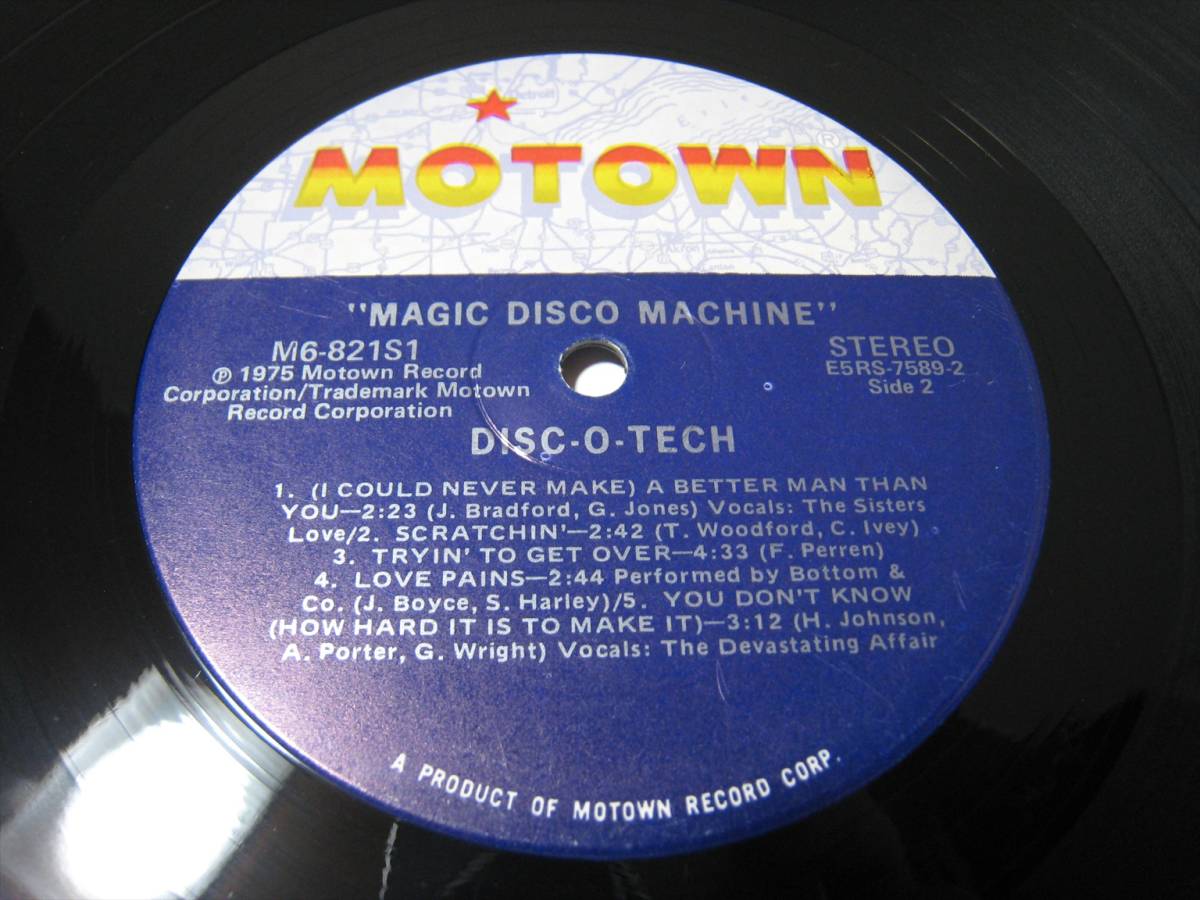 Detroit
MOTOWN®
"MAGIC DISCO MACHINE"
M6-821S1
℗ 1975 Motown Record
Corporation/Trademark Motown
Record Corporation
STEREO
E5RS-7589-2
Side 2
DISC-O-TECH
1. (I COULD NEVER MAKE) A BETTER MAN THAN
YOU—2:23 (J. Bradford, G. Jones) Vocals: The Sisters
Love/2. SCRATCHIN'—2:42 (T. Woodford, C. Ivey)
3. TRYIN' TO GET OVER—4:33 (F. Perren)
4. LOVE PAINS—2:44 Performed by Bottom &
Co. (J. Boyce, S. Harley)/5. YOU DON'T KNOW
(HOW HARD IT IS TO MAKE IT)—3:12 (H. Johnson,
A. Porter, G. Wright) Vocals: The Devastating Affair
A PRODUCT OF MOTOWN RECORD CORP.